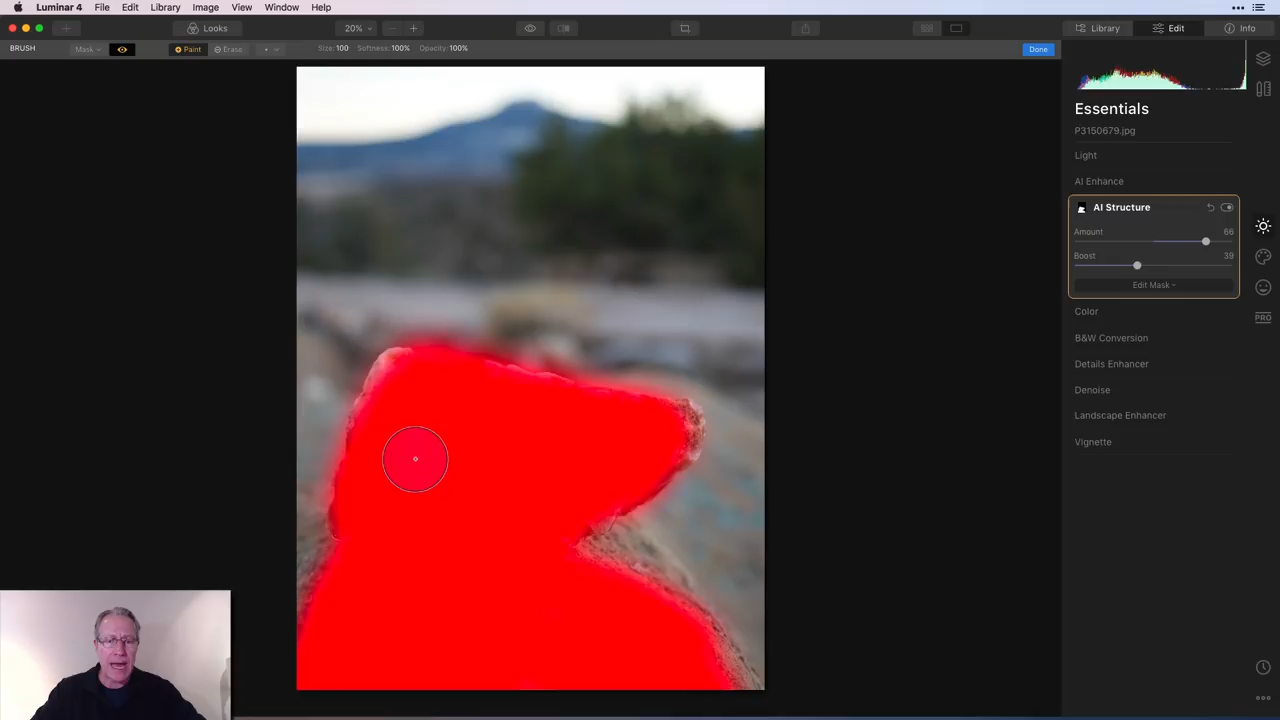 Luminar 4 File Edit Library Image View Window Help
Looks 20% Library Edit Info
BRUSH Mask Paint Erase Size: 100 Softness: 100% Opacity: 100% Done
Essentials
P3150679.jpg
Light
AI Enhance
AI Structure
Amount 66
Boost 39
Edit Mask
Color
B&W Conversion
Details Enhancer
PRO
Denoise
Landscape Enhancer
Vignette